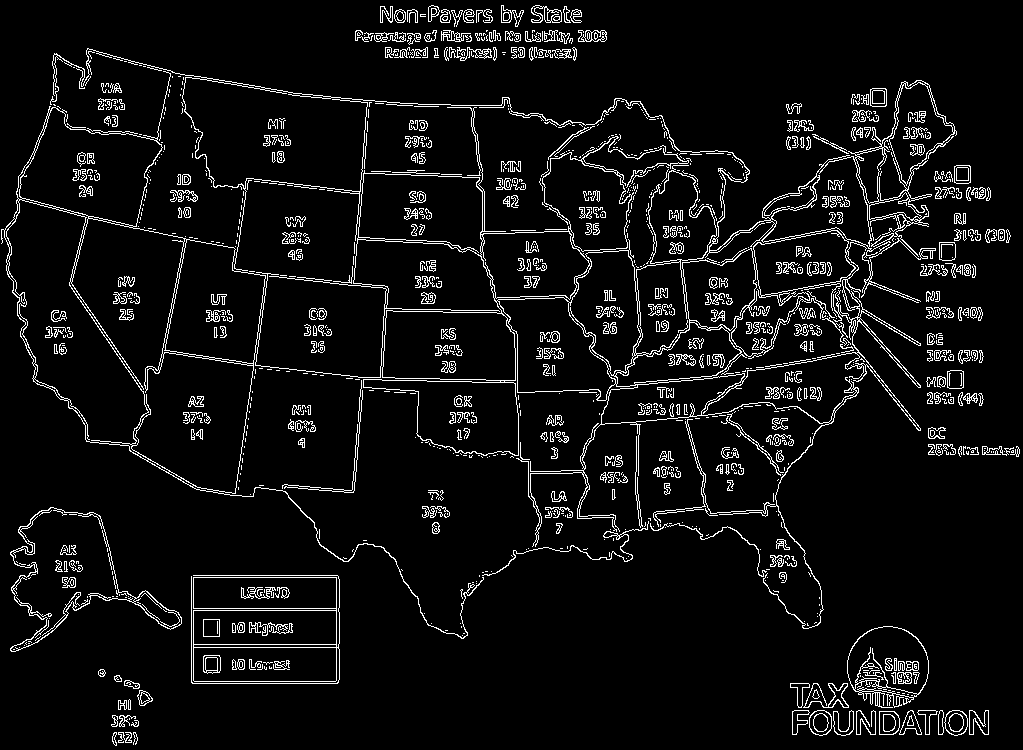 Non-Payers by State
Percentage of Filers with No Liability, 2008
Ranked 1 (highest) - 50 (lowest)
WA
29%
43
OR
35%
24
CA
37%
16
ID
39%
10
NV
35%
25
MT
37%
18
WY
28%
46
UT
38%
13
CO
31%
36
AZ
37%
14
NM
40%
4
ND
29%
45
SD
34%
27
NE
33%
29
KS
34%
28
OK
37%
17
TX
39%
8
MN
30%
42
IA
31%
37
MO
35%
21
AR
41%
3
LA
39%
7
WI
32%
35
IL
34%
26
MI
36%
20
IN
36%
19
OH
32%
34
KY
37% (15)
TN
39% (11)
MS
45%
1
AL
40%
5
GA
41%
2
FL
39%
9
SC
40%
6
NC
38% (12)
WV
35%
22
VA
30%
41
PA
32% (33)
NY
35%
23
VT
32%
(31)
NH
28%
(47)
ME
33%
30
MA
27% (49)
RI
31% (38)
CT
27% (48)
NJ
30% (40)
DE
30% (39)
MD
29% (44)
DC
28% (Not Ranked)
AK
21%
50
HI
32%
(32)
LEGEND
10 Highest
10 Lowest
Since
1937
TAX
FOUNDATION